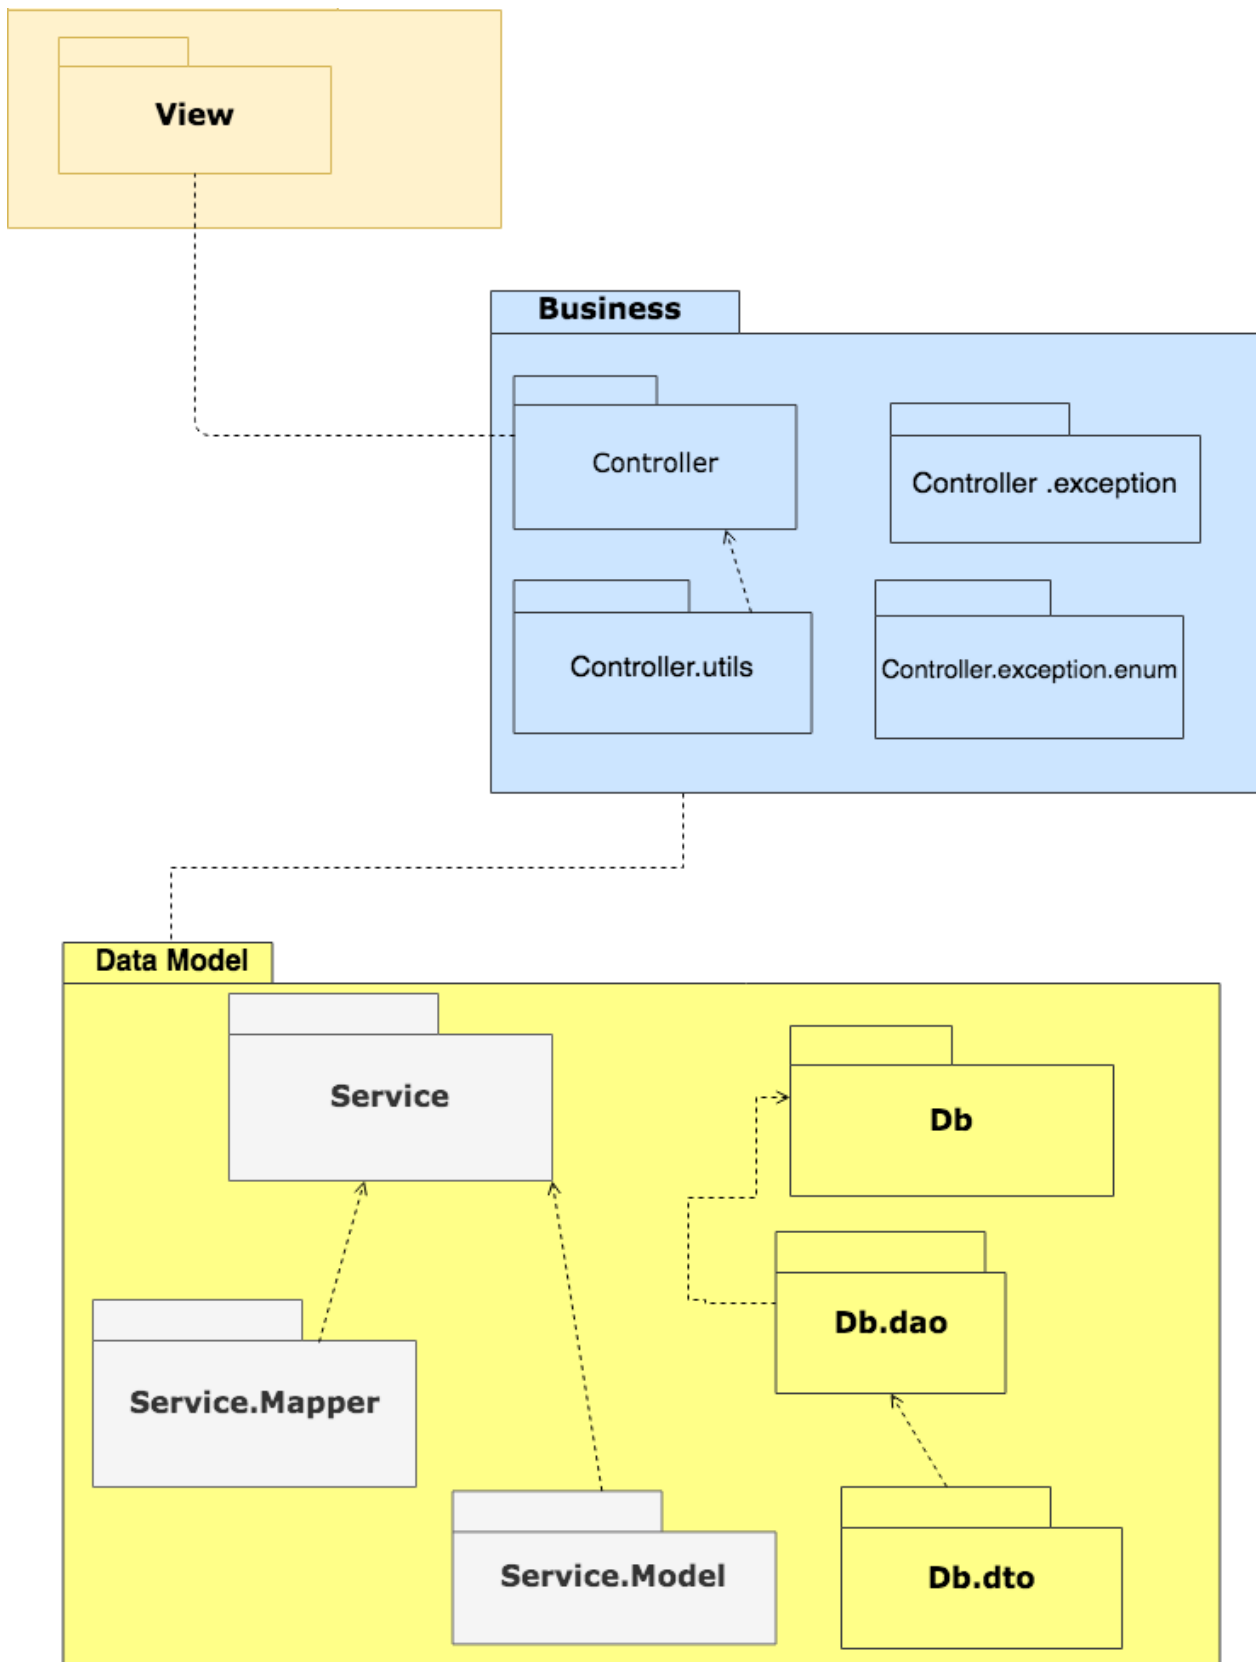 View
Business
Controller
Controller .exception
Controller.utils
Controller.exception.enum
Data Model
Service
Db
Db.dao
Service.Mapper
Service.Model
Db.dto